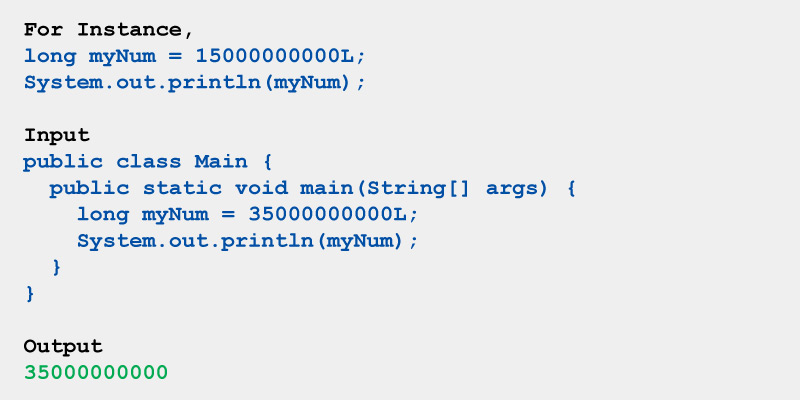 For Instance,
long myNum = 15000000000L;
System.out.println(myNum);
Input
public class Main {
  public static void main(String[] args) {
    long myNum = 35000000000L;
    System.out.println(myNum);
  }
}
Output
35000000000